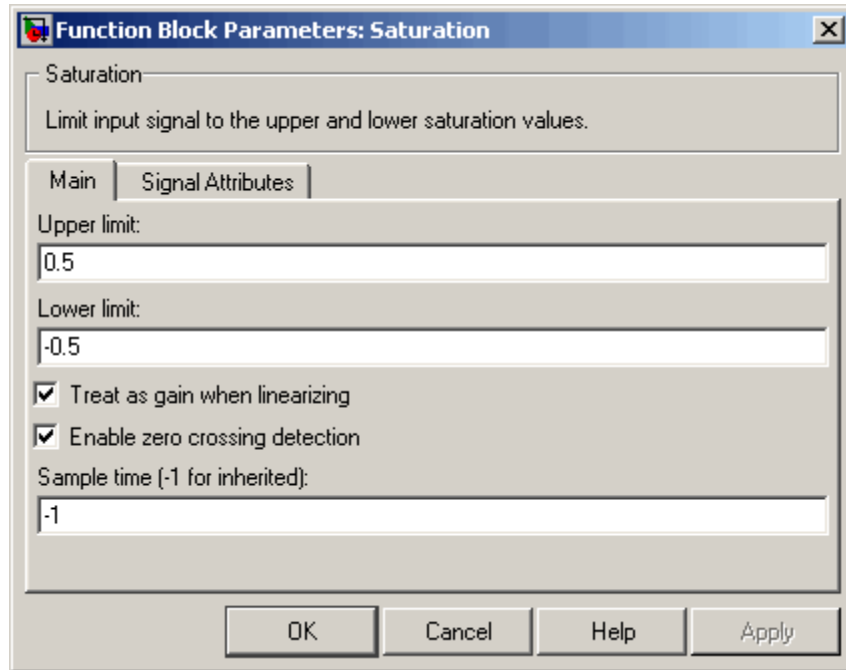 Function Block Parameters: Saturation
Saturation
Limit input signal to the upper and lower saturation values.
Main Signal Attributes
Upper limit:
0.5
Lower limit:
-0.5
Treat as gain when linearizing
Enable zero crossing detection
Sample time (-1 for inherited):
-1
OK Cancel Help Apply